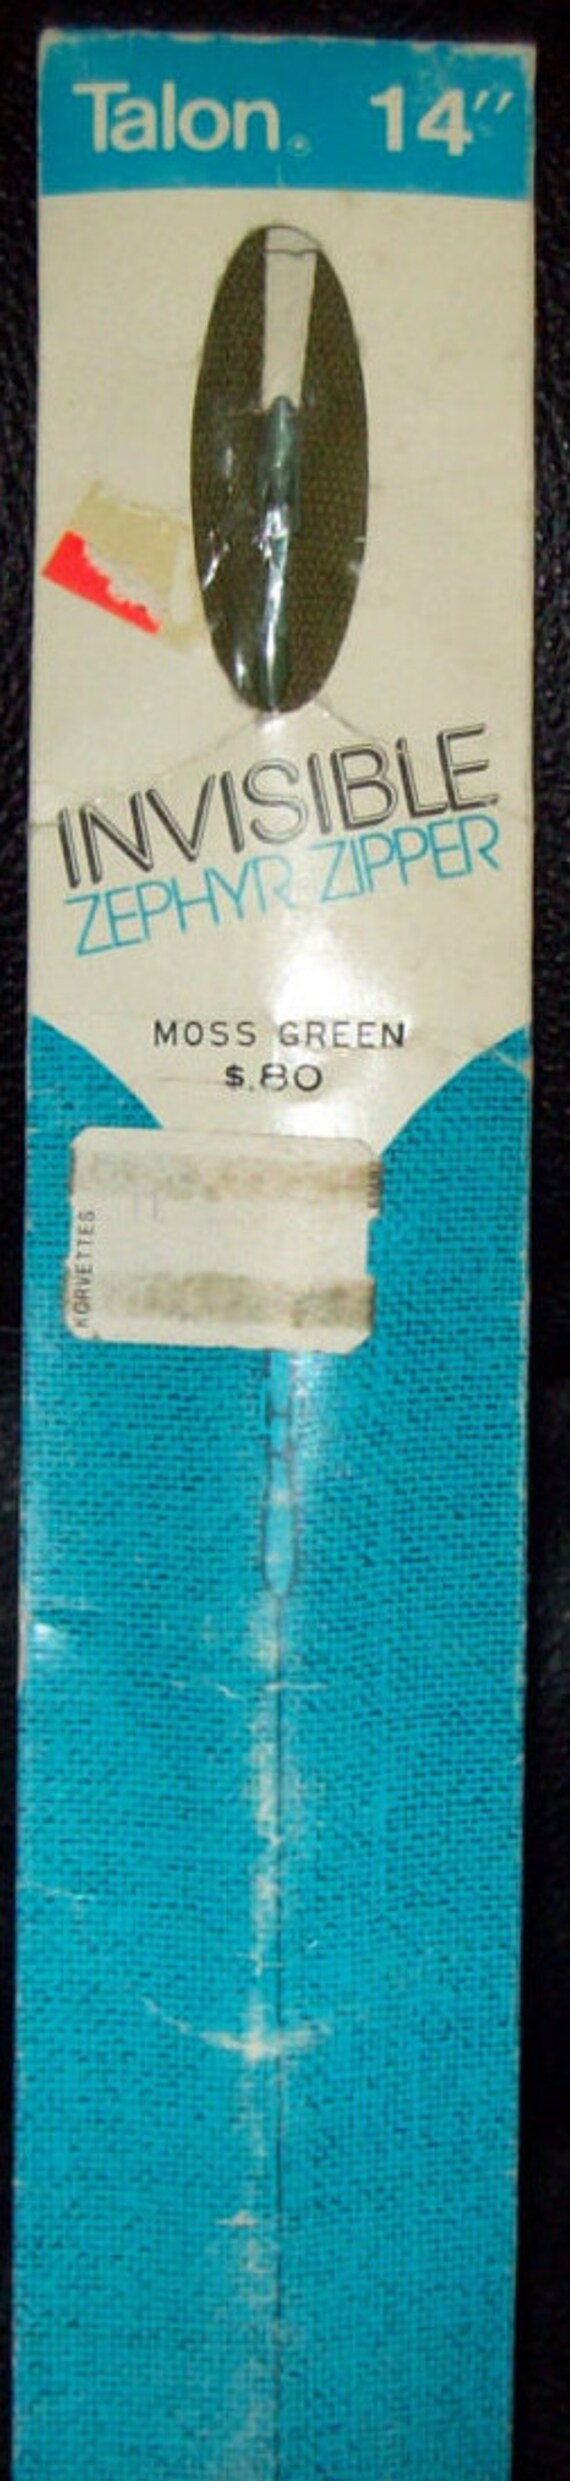 Talon® 14"
INVISIBLE
ZEPHYR ZIPPER
MOSS GREEN
$.80
KORVETTES